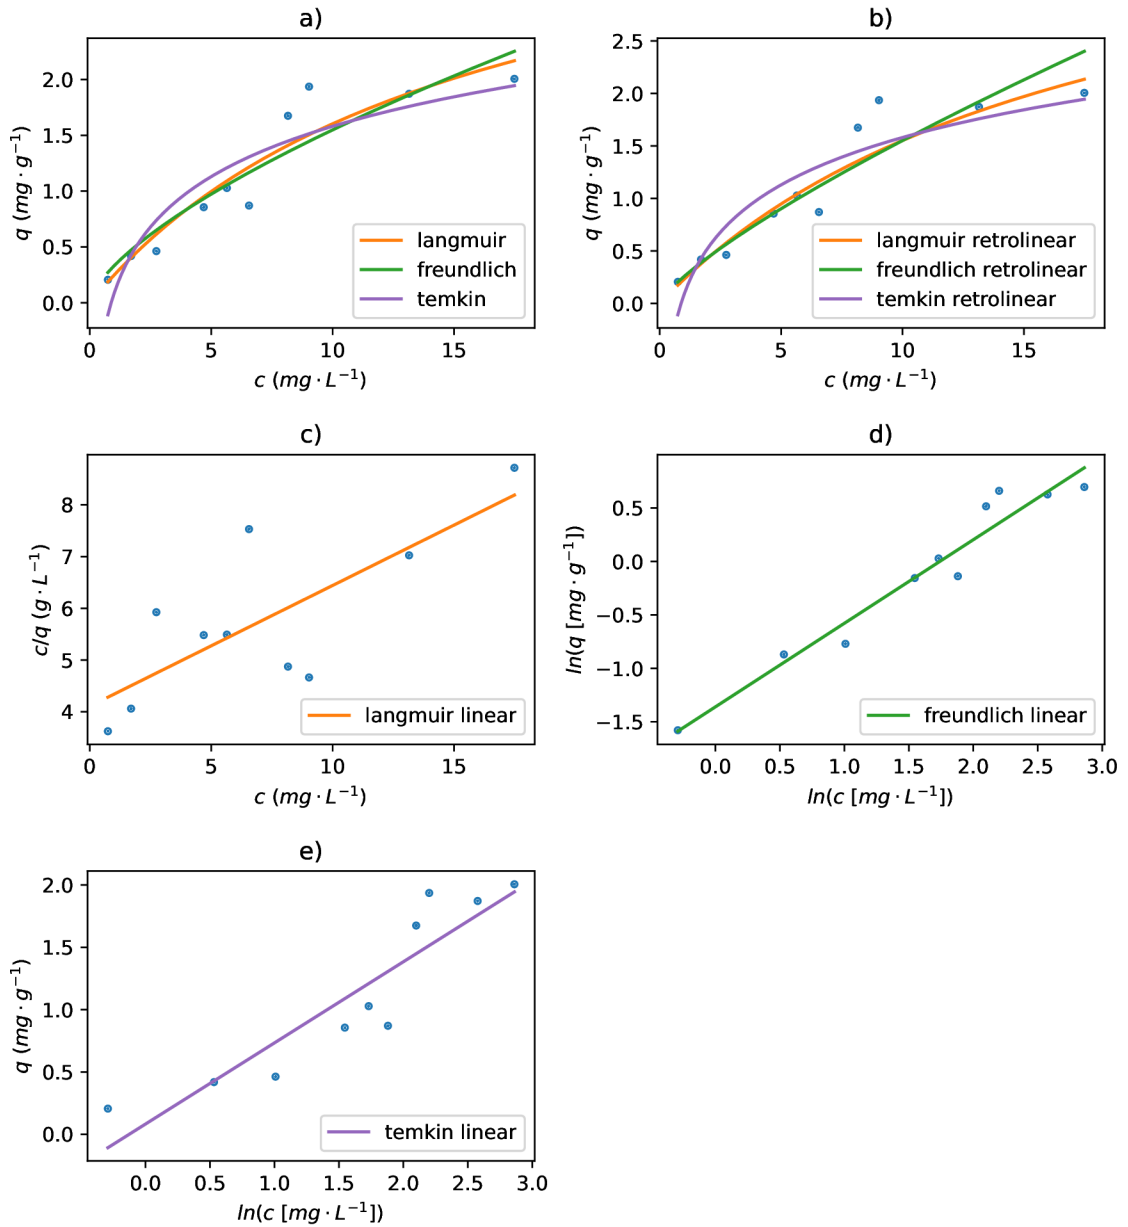 a)
2.0
1.5
1.0
0.5
0.0
q (mg · g⁻¹)
langmuir
freundlich
temkin
0 5 10 15
c (mg · L⁻¹)
b)
2.5
2.0
1.5
1.0
0.5
0.0
q (mg · g⁻¹)
langmuir retrolinear
freundlich retrolinear
temkin retrolinear
0 5 10 15
c (mg · L⁻¹)
c)
8
7
6
5
4
c/q (g · L⁻¹)
langmuir linear
0 5 10 15
c (mg · L⁻¹)
d)
0.5
0.0
−0.5
−1.0
−1.5
ln(q [mg · g⁻¹])
freundlich linear
0.0 0.5 1.0 1.5 2.0 2.5 3.0
ln(c [mg · L⁻¹])
e)
2.0
1.5
1.0
0.5
0.0
q (mg · g⁻¹)
temkin linear
0.0 0.5 1.0 1.5 2.0 2.5 3.0
ln(c [mg · L⁻¹])